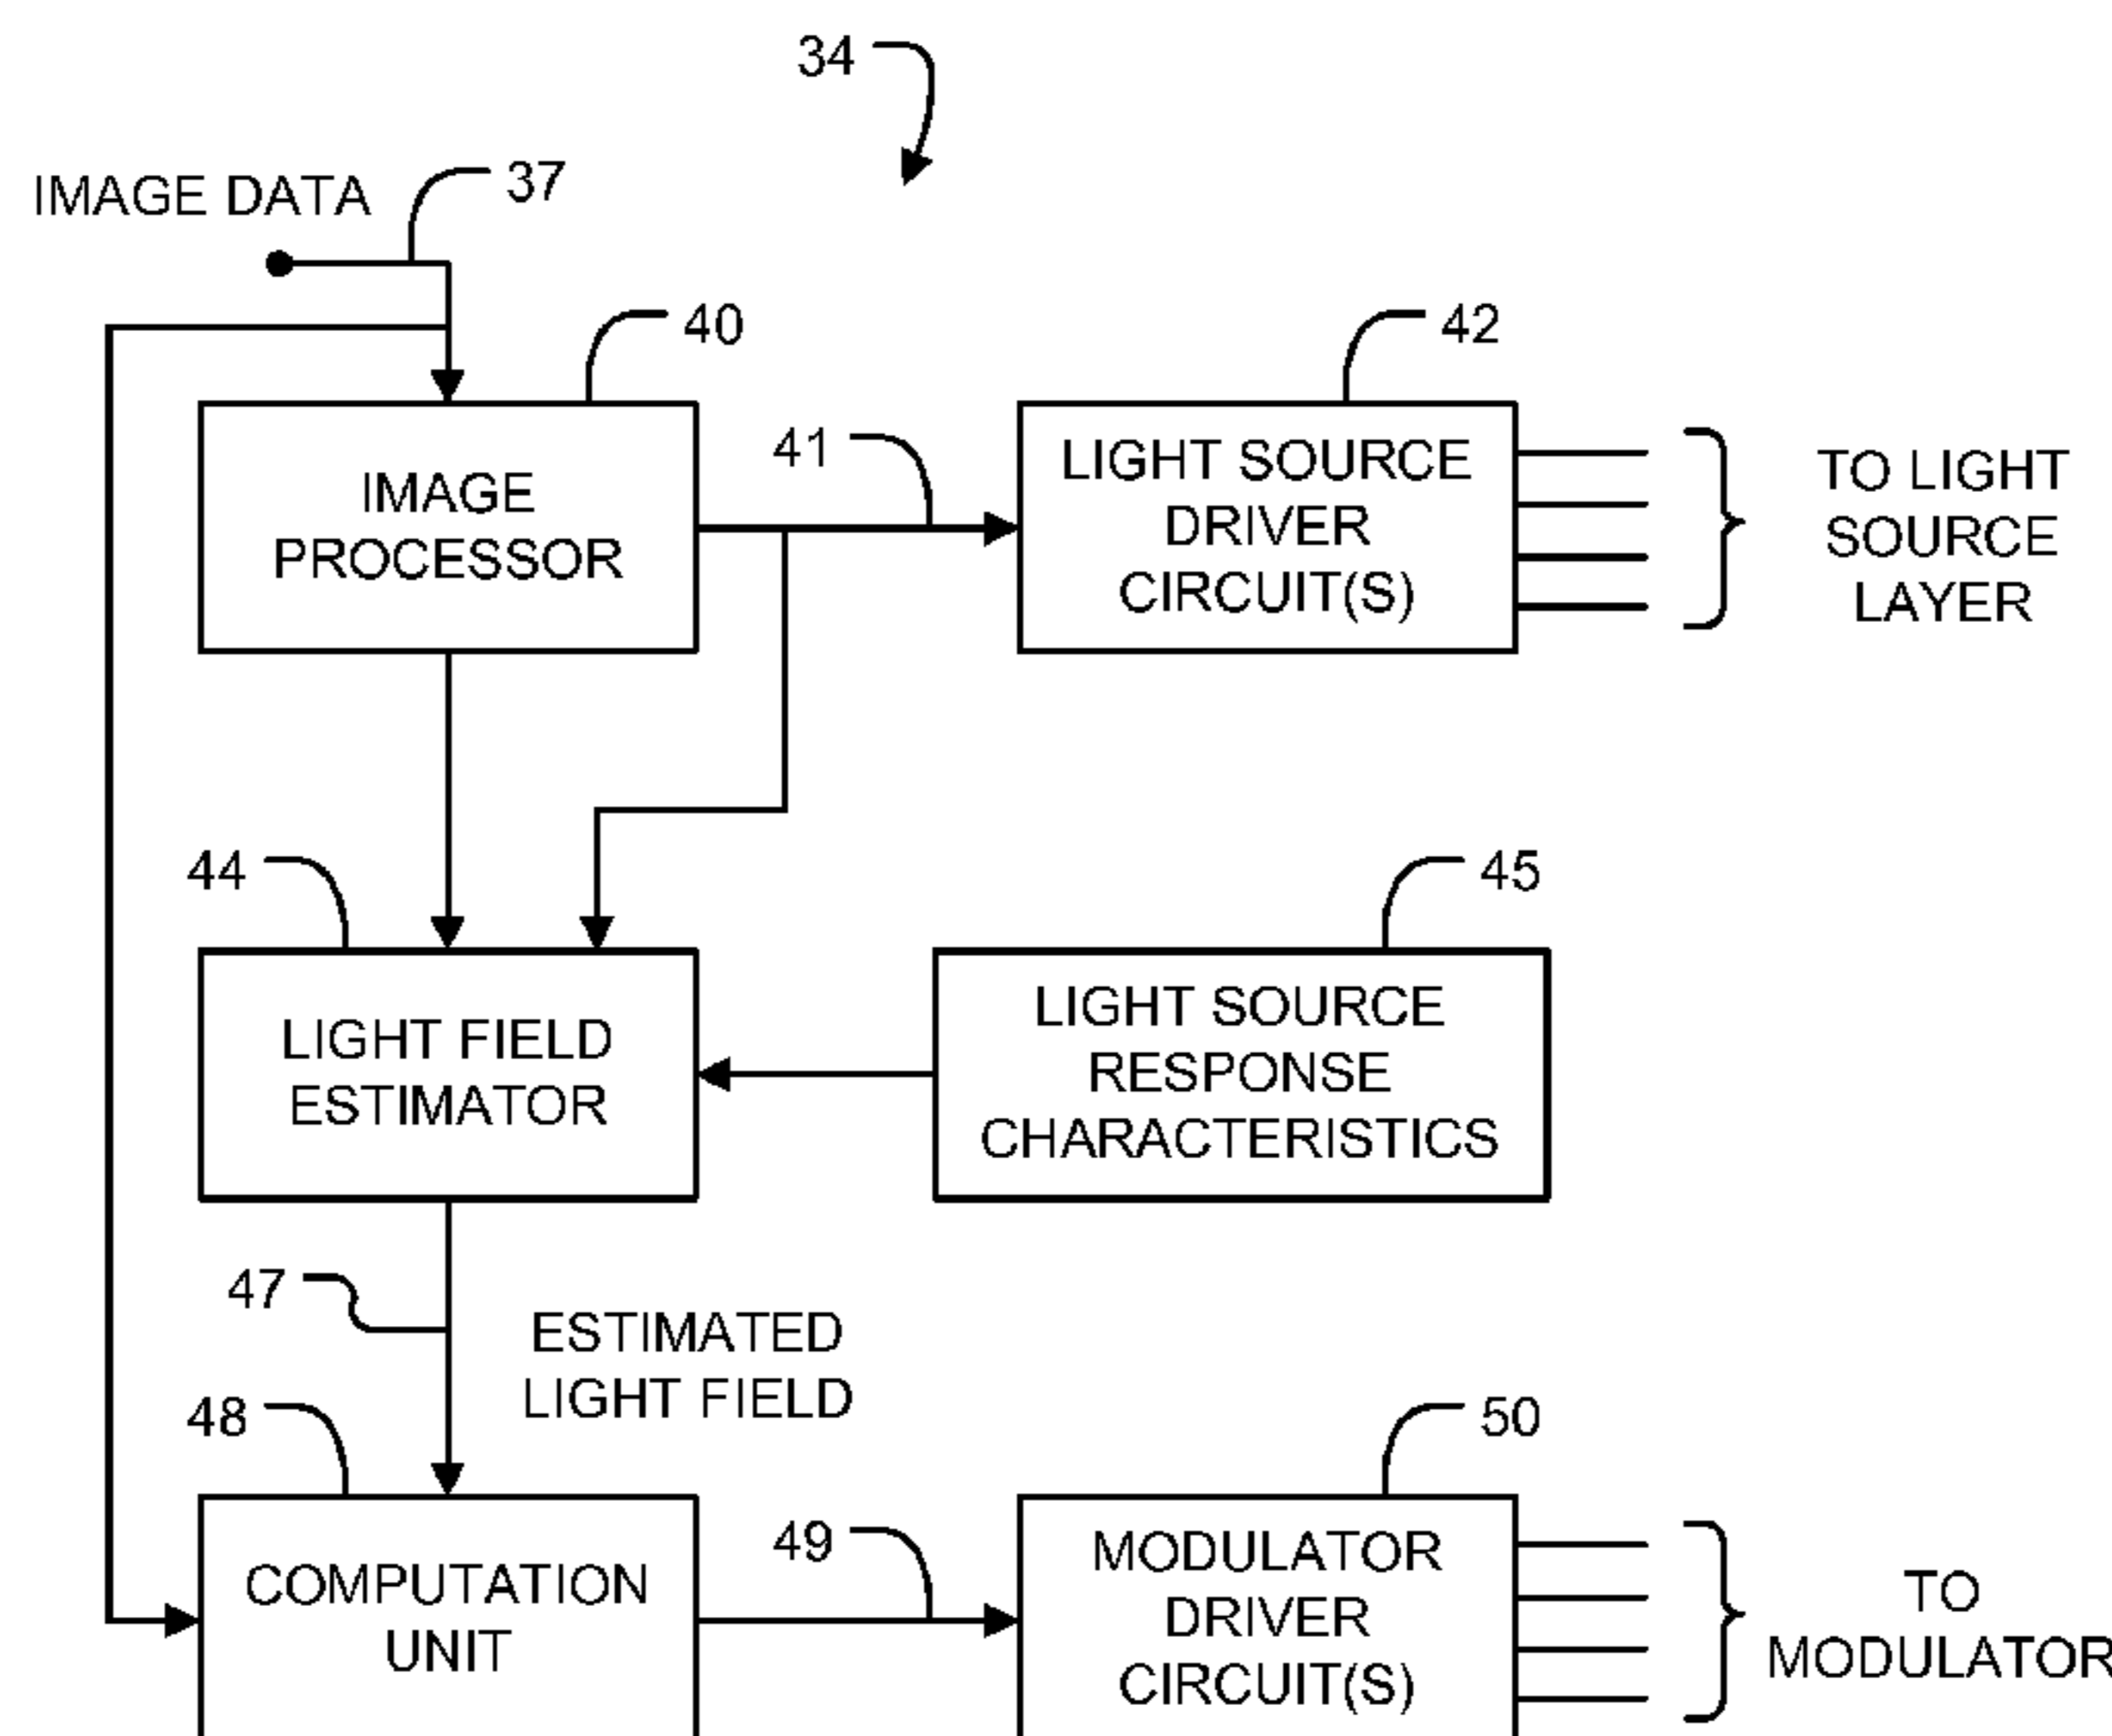 34
IMAGE DATA
37
40
42
IMAGE
PROCESSOR
41
LIGHT SOURCE
DRIVER
CIRCUIT(S)
TO LIGHT
SOURCE
LAYER
44
45
LIGHT FIELD
ESTIMATOR
LIGHT SOURCE
RESPONSE
CHARACTERISTICS
47
ESTIMATED
LIGHT FIELD
48
50
COMPUTATION
UNIT
49
MODULATOR
DRIVER
CIRCUIT(S)
TO
MODULATOR